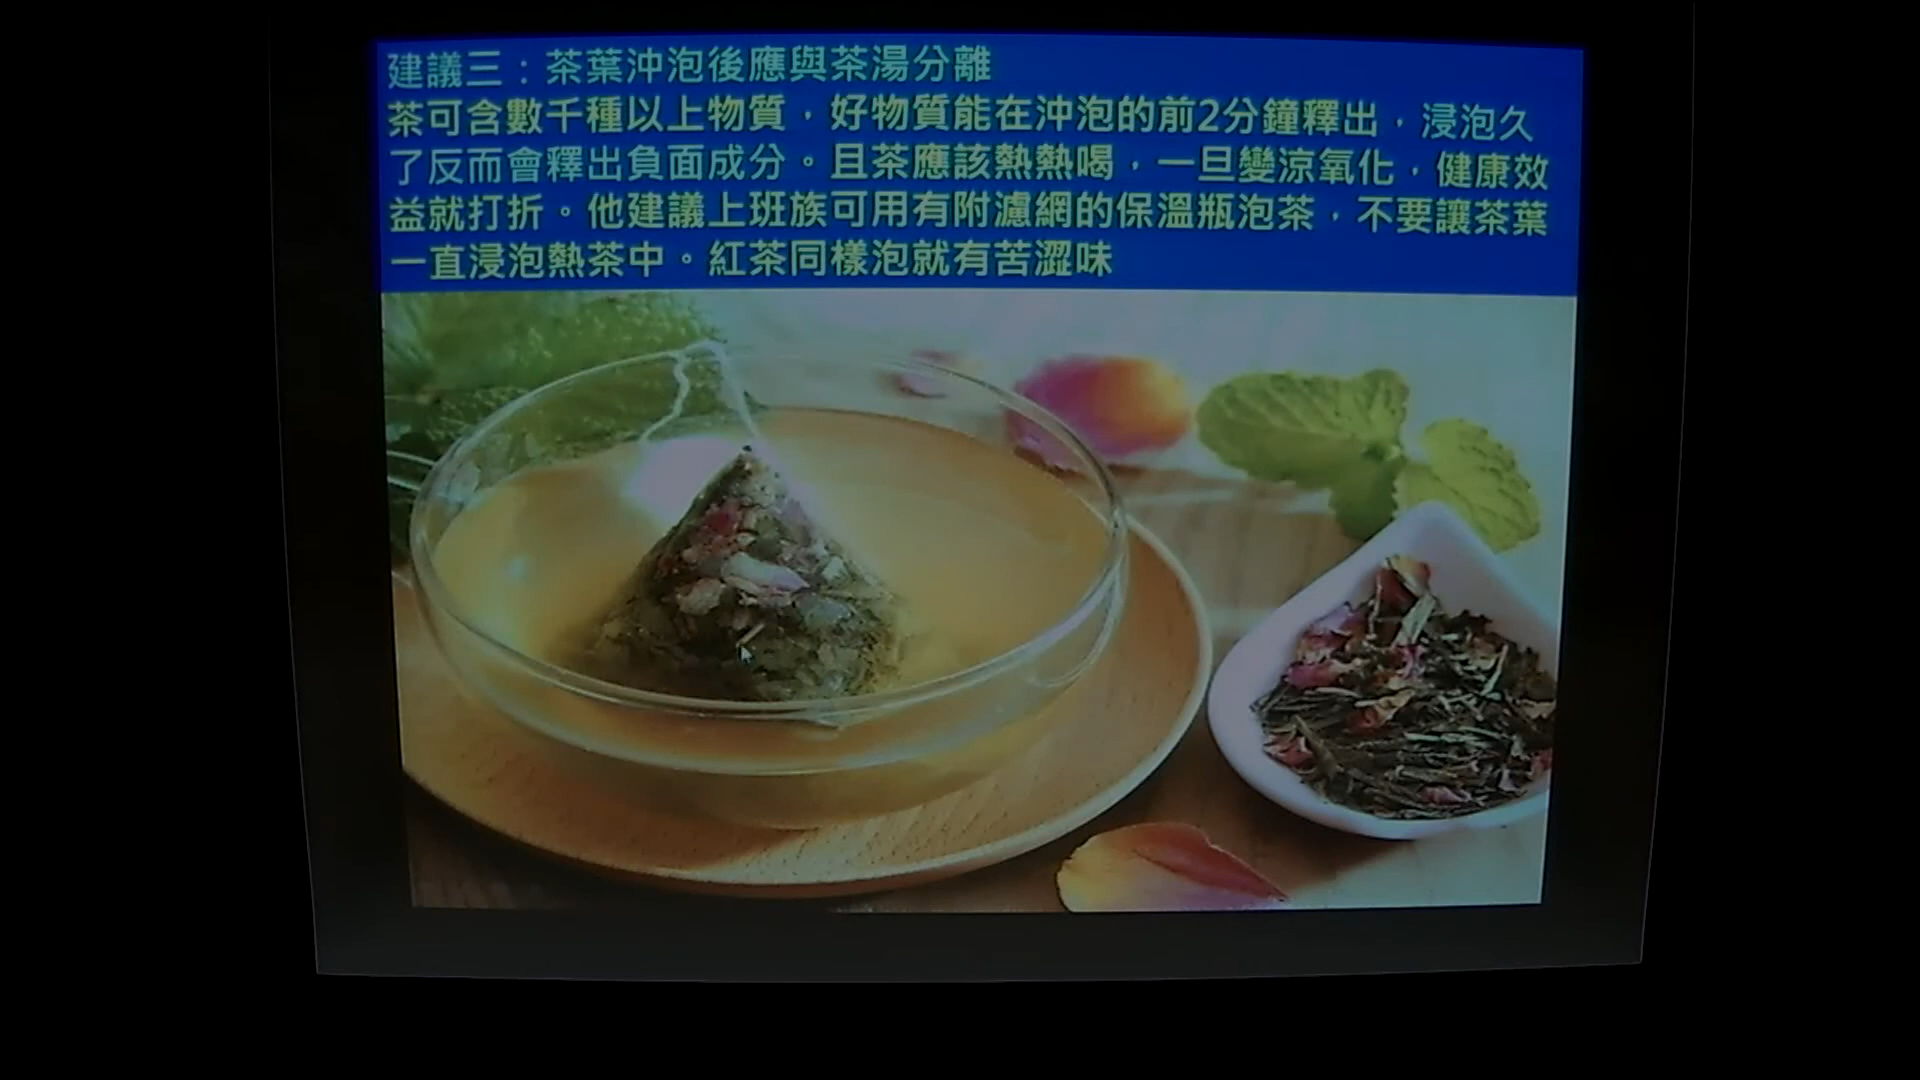 建議三：茶葉沖泡後應與茶湯分離
茶可含數千種以上物質，好物質能在沖泡的前2分鐘釋出，浸泡久
了反而會釋出負面成分。且茶應該熱熱喝，一旦變涼氧化，健康效
益就打折。他建議上班族可用有附濾網的保溫瓶泡茶，不要讓茶葉
一直浸泡熱茶中。紅茶同樣泡就有苦澀味